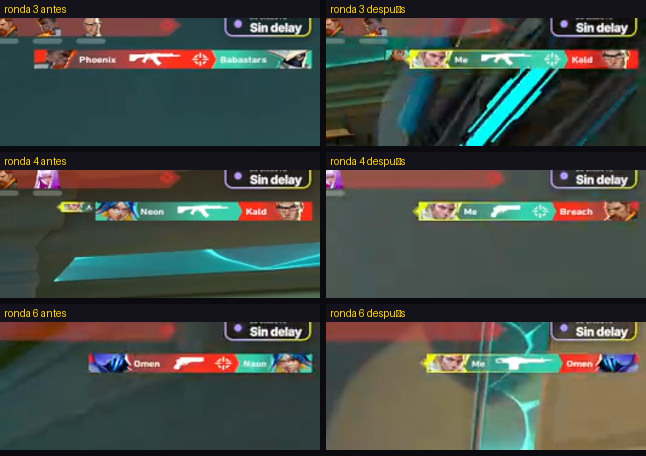 ronda 3 antes
ronda 3 despu
Sin delay
Sin delay
Phoenix Babastars
Me Kald
ronda 4 antes
ronda 4 despu
Sin delay
Sin delay
Neon Kald
Me Breach
ronda 6 antes
ronda 6 despu
Sin delay
Sin delay
Omen Neon
Me Omen